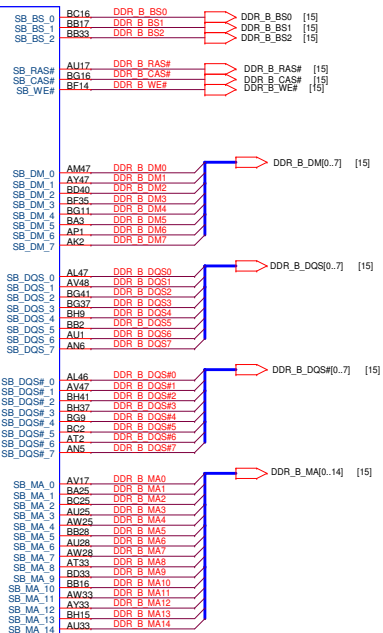 SB_BS_0 BC16 DDR_B_BS0 DDR_B_BS0 [15]
SB_BS_1 BB17 DDR_B_BS1 DDR_B_BS1 [15]
SB_BS_2 BB33 DDR_B_BS2 DDR_B_BS2 [15]
SB_RAS# AU17 DDR_B_RAS# DDR_B_RAS# [15]
SB_CAS# BG16 DDR_B_CAS# DDR_B_CAS# [15]
SB_WE# BF14 DDR_B_WE# DDR_B_WE# [15]
DDR_B_DM[0..7] [15]
SB_DM_0 AM47 DDR_B_DM0
SB_DM_1 AY47 DDR_B_DM1
SB_DM_2 BD40 DDR_B_DM2
SB_DM_3 BF35 DDR_B_DM3
SB_DM_4 BG11 DDR_B_DM4
SB_DM_5 BA3 DDR_B_DM5
SB_DM_6 AP1 DDR_B_DM6
SB_DM_7 AK2 DDR_B_DM7
DDR_B_DQS[0..7] [15]
SB_DQS_0 AL47 DDR_B_DQS0
SB_DQS_1 AV48 DDR_B_DQS1
SB_DQS_2 BG41 DDR_B_DQS2
SB_DQS_3 BG37 DDR_B_DQS3
SB_DQS_4 BH9 DDR_B_DQS4
SB_DQS_5 BB2 DDR_B_DQS5
SB_DQS_6 AU1 DDR_B_DQS6
SB_DQS_7 AN6 DDR_B_DQS7
DDR_B_DQS#[0..7] [15]
SB_DQS#_0 AL46 DDR_B_DQS#0
SB_DQS#_1 AV47 DDR_B_DQS#1
SB_DQS#_2 BH41 DDR_B_DQS#2
SB_DQS#_3 BH37 DDR_B_DQS#3
SB_DQS#_4 BG9 DDR_B_DQS#4
SB_DQS#_5 BC2 DDR_B_DQS#5
SB_DQS#_6 AT2 DDR_B_DQS#6
SB_DQS#_7 AN5 DDR_B_DQS#7
DDR_B_MA[0..14] [15]
SB_MA_0 AV17 DDR_B_MA0
SB_MA_1 BA25 DDR_B_MA1
SB_MA_2 BC25 DDR_B_MA2
SB_MA_3 AU25 DDR_B_MA3
SB_MA_4 AW25 DDR_B_MA4
SB_MA_5 BB28 DDR_B_MA5
SB_MA_6 AU28 DDR_B_MA6
SB_MA_7 AW28 DDR_B_MA7
SB_MA_8 AT33 DDR_B_MA8
SB_MA_9 BD33 DDR_B_MA9
SB_MA_10 BB16 DDR_B_MA10
SB_MA_11 AW33 DDR_B_MA11
SB_MA_12 AY33 DDR_B_MA12
SB_MA_13 BH15 DDR_B_MA13
SB_MA_14 AU33 DDR_B_MA14